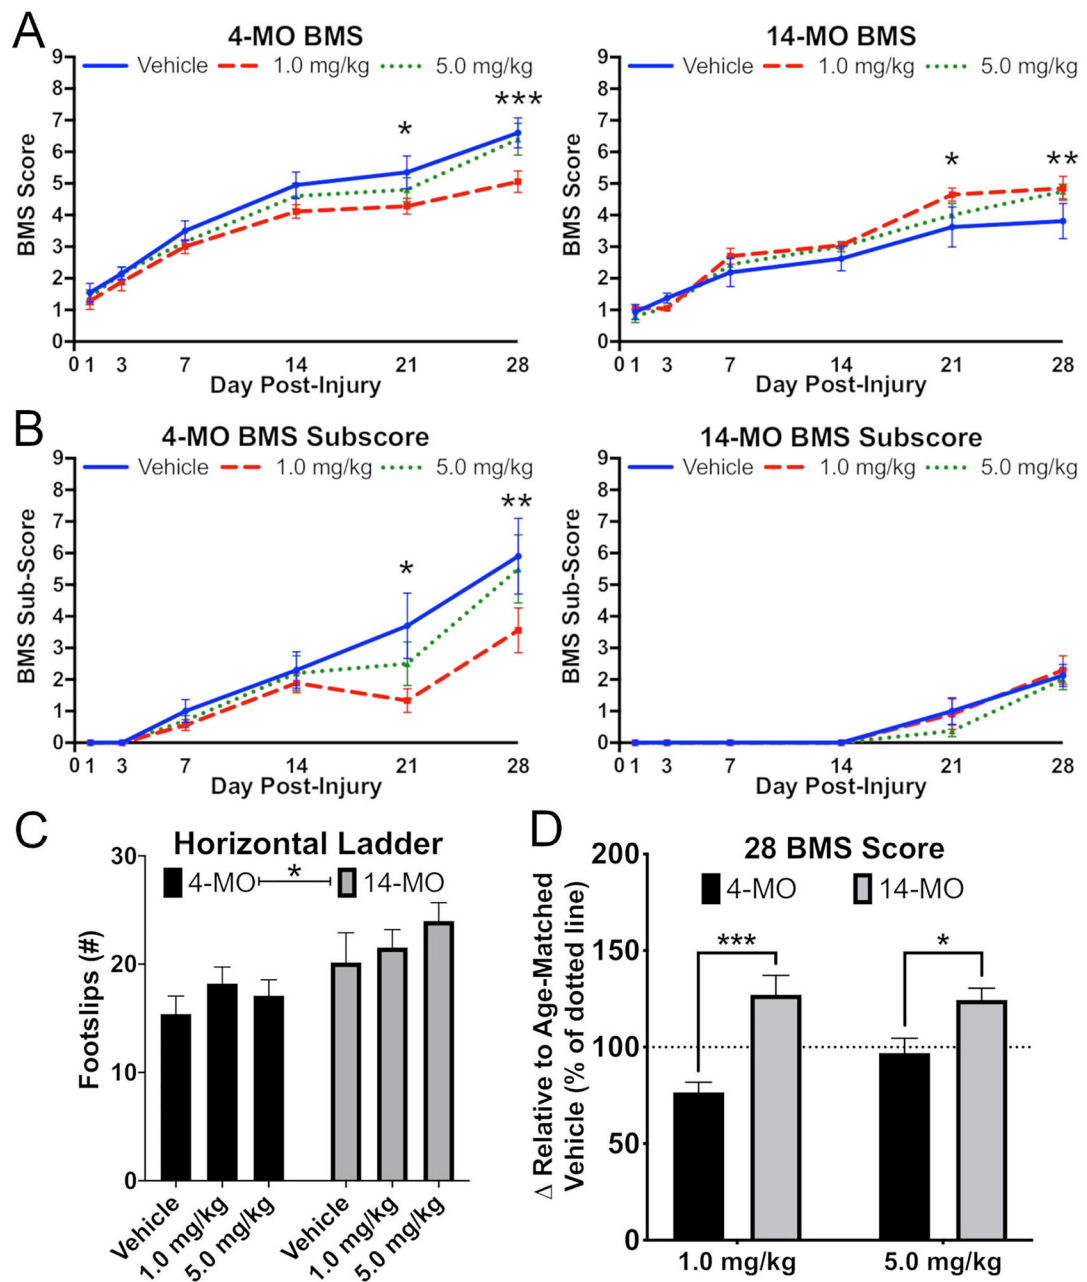 A
4-MO BMS
Vehicle 1.0 mg/kg 5.0 mg/kg
BMS Score
9
8
7
6
5
4
3
2
1
0
* ***
0 1 3 7 14 21 28
Day Post-Injury
14-MO BMS
Vehicle 1.0 mg/kg 5.0 mg/kg
BMS Score
9
8
7
6
5
4
3
2
1
0
* **
0 1 3 7 14 21 28
Day Post-Injury
B
4-MO BMS Subscore
Vehicle 1.0 mg/kg 5.0 mg/kg
BMS Sub-Score
9
8
7
6
5
4
3
2
1
0
* **
0 1 3 7 14 21 28
Day Post-Injury
14-MO BMS Subscore
Vehicle 1.0 mg/kg 5.0 mg/kg
BMS Sub-Score
9
8
7
6
5
4
3
2
1
0
0 1 3 7 14 21 28
Day Post-Injury
C
Horizontal Ladder
4-MO * 14-MO
Footslips (#)
30
20
10
0
Vehicle 1.0 mg/kg 5.0 mg/kg Vehicle 1.0 mg/kg 5.0 mg/kg
D
28 BMS Score
4-MO 14-MO
Δ Relative to Age-Matched
Vehicle (% of dotted line)
200
150
100
50
0
*** *
1.0 mg/kg 5.0 mg/kg